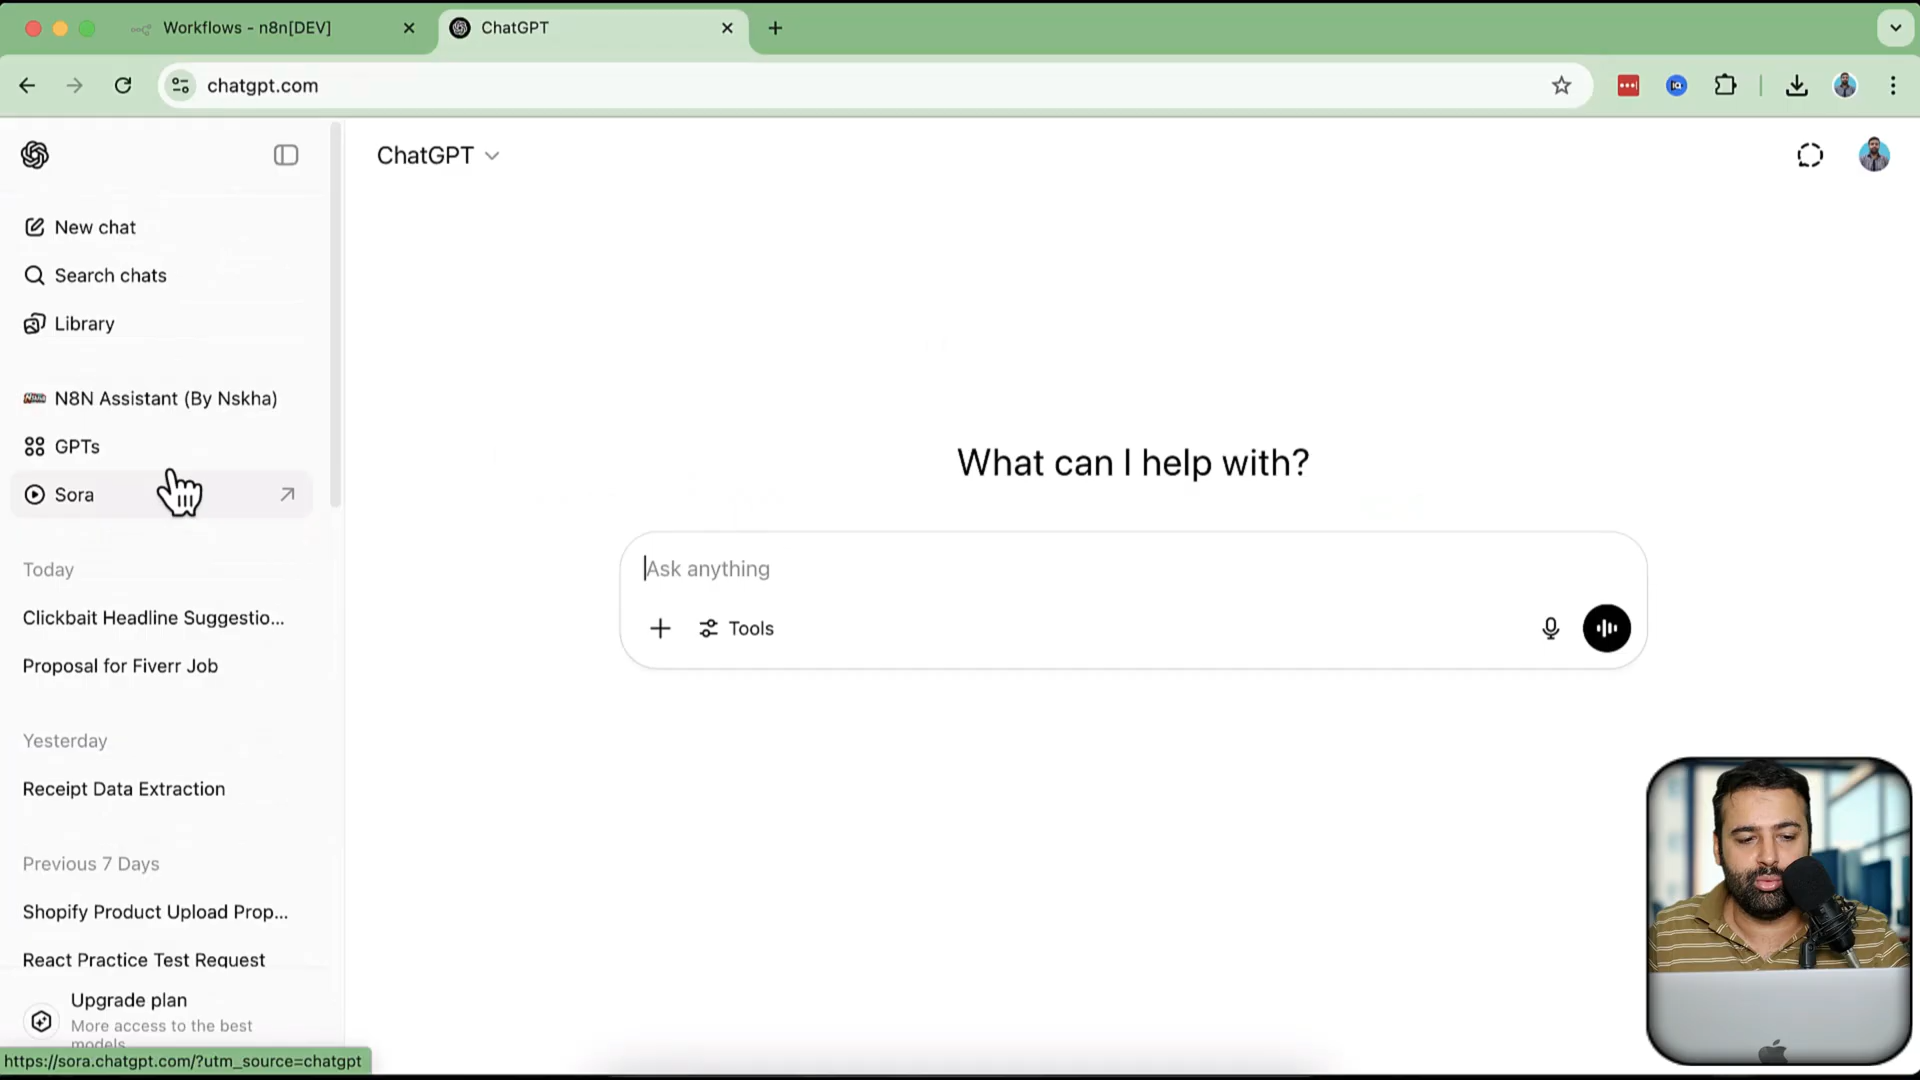 Workflows - n8n[DEV]
ChatGPT
chatgpt.com
ChatGPT
New chat
Search chats
Library
N8N Assistant (By Nskha)
GPTs
Sora
What can I help with?
Ask anything
Tools
Today
Clickbait Headline Suggestio...
Proposal for Fiverr Job
Yesterday
Receipt Data Extraction
Previous 7 Days
Shopify Product Upload Prop...
React Practice Test Request
Upgrade plan
More access to the best
models
https://sora.chatgpt.com/?utm_source=chatgpt